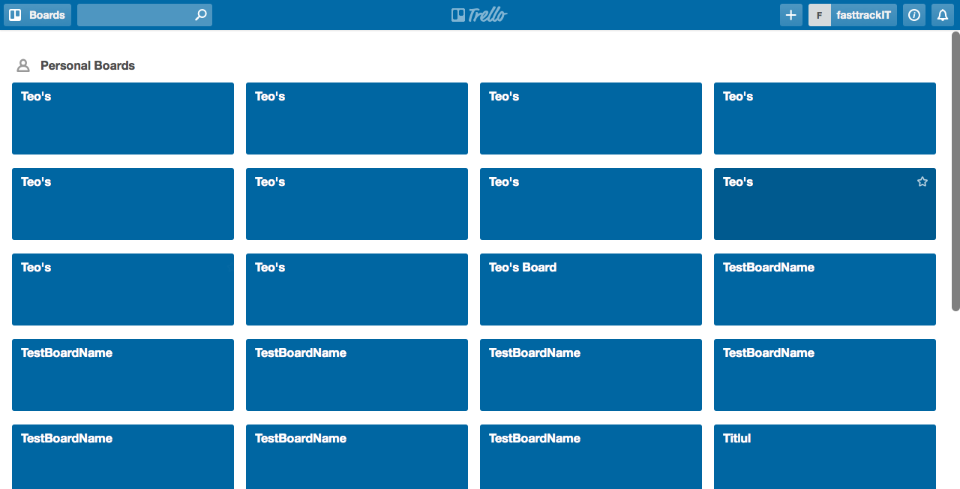 Boards
Trello
F fasttrackIT
Personal Boards
Teo's Teo's Teo's Teo's
Teo's Teo's Teo's Teo's
Teo's Teo's Teo's Board TestBoardName
TestBoardName TestBoardName TestBoardName TestBoardName
TestBoardName TestBoardName TestBoardName Titlul